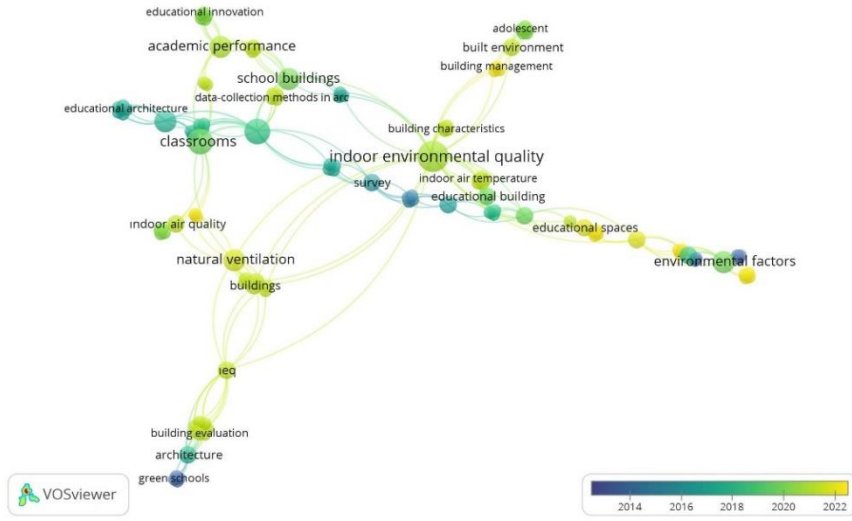 educational innovation
adolescent
academic performance
built environment
building management
school buildings
data-collection methods in arc
educational architecture
building characteristics
classrooms
indoor environmental quality
indoor air temperature
survey
educational building
indoor air quality
educational spaces
natural ventilation
environmental factors
buildings
ieq
building evaluation
architecture
green schools
VOSviewer
2014 2016 2018 2020 2022